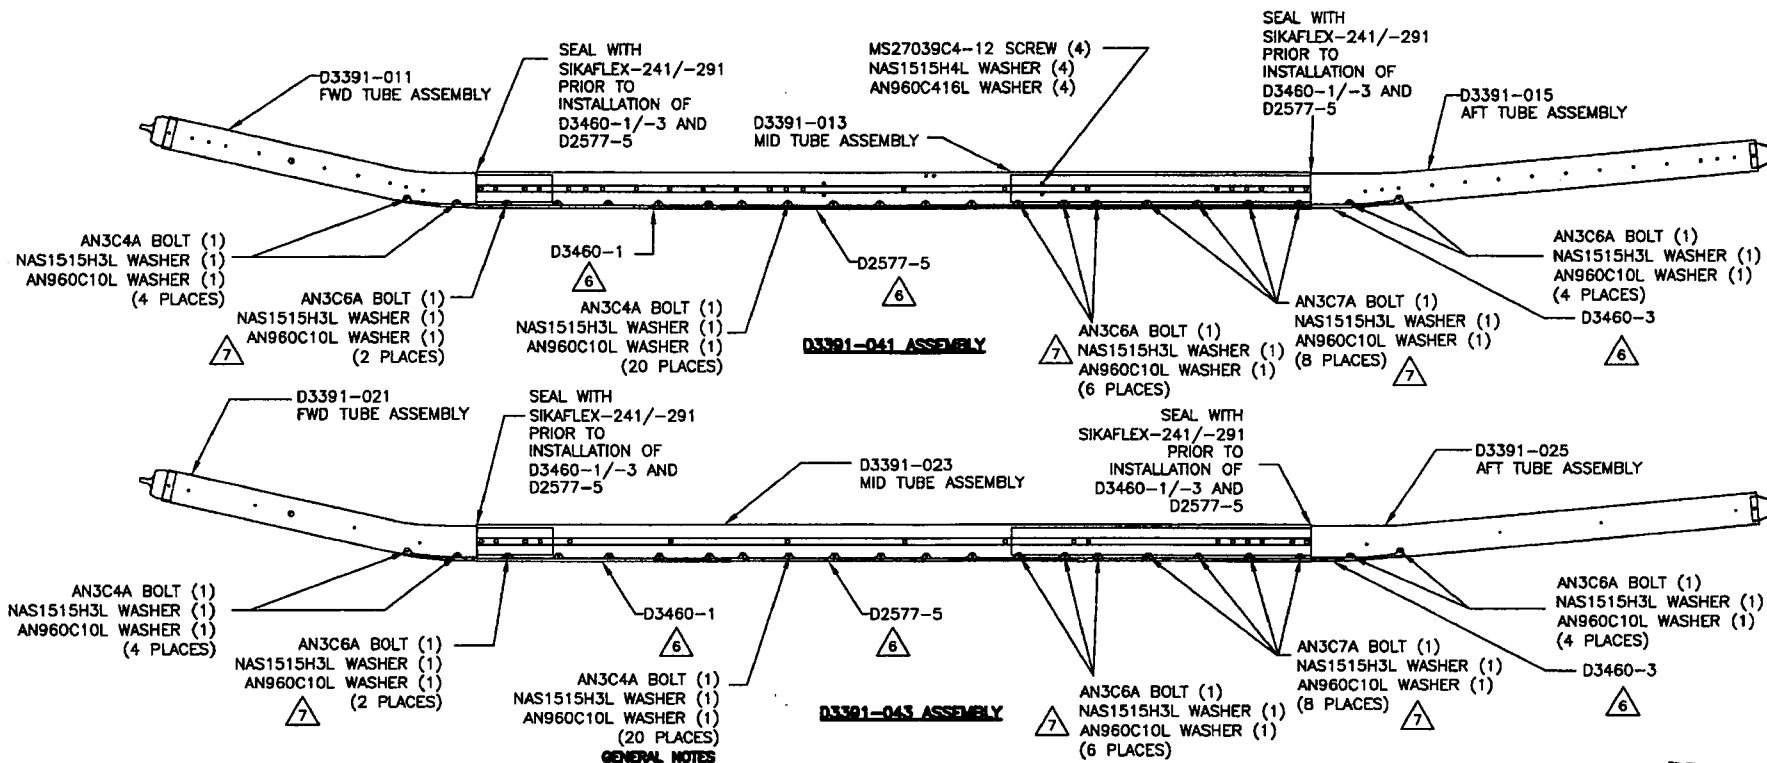 D3391-011
FWD TUBE ASSEMBLY
SEAL WITH
SIKAFLEX-241/-291
PRIOR TO
INSTALLATION OF
D3460-1/-3 AND
D2577-5
MS27039C4-12 SCREW (4)
NAS1515H4L WASHER (4)
AN960C416L WASHER (4)
D3391-013
MID TUBE ASSEMBLY
SEAL WITH
SIKAFLEX-241/-291
PRIOR TO
INSTALLATION OF
D3460-1/-3 AND
D2577-5
D3391-015
AFT TUBE ASSEMBLY
AN3C4A BOLT (1)
NAS1515H3L WASHER (1)
AN960C10L WASHER (1)
(4 PLACES)
AN3C6A BOLT (1)
NAS1515H3L WASHER (1)
AN960C10L WASHER (1)
(2 PLACES)
7
D3460-1
6
AN3C4A BOLT (1)
NAS1515H3L WASHER (1)
AN960C10L WASHER (1)
(20 PLACES)
D2577-5
6
D3391-041 ASSEMBLY
7
AN3C6A BOLT (1)
NAS1515H3L WASHER (1)
AN960C10L WASHER (1)
(6 PLACES)
AN3C7A BOLT (1)
NAS1515H3L WASHER (1)
AN960C10L WASHER (1)
(8 PLACES)
7
AN3C6A BOLT (1)
NAS1515H3L WASHER (1)
AN960C10L WASHER (1)
(4 PLACES)
D3460-3
6
D3391-021
FWD TUBE ASSEMBLY
SEAL WITH
SIKAFLEX-241/-291
PRIOR TO
INSTALLATION OF
D3460-1/-3 AND
D2577-5
D3391-023
MID TUBE ASSEMBLY
SEAL WITH
SIKAFLEX-241/-291
PRIOR TO
INSTALLATION OF
D3460-1/-3 AND
D2577-5
D3391-025
AFT TUBE ASSEMBLY
AN3C4A BOLT (1)
NAS1515H3L WASHER (1)
AN960C10L WASHER (1)
(4 PLACES)
AN3C6A BOLT (1)
NAS1515H3L WASHER (1)
AN960C10L WASHER (1)
(2 PLACES)
7
D3460-1
6
AN3C4A BOLT (1)
NAS1515H3L WASHER (1)
AN960C10L WASHER (1)
(20 PLACES)
D2577-5
6
D3391-043 ASSEMBLY
7
AN3C6A BOLT (1)
NAS1515H3L WASHER (1)
AN960C10L WASHER (1)
(6 PLACES)
AN3C7A BOLT (1)
NAS1515H3L WASHER (1)
AN960C10L WASHER (1)
(8 PLACES)
7
AN3C6A BOLT (1)
NAS1515H3L WASHER (1)
AN960C10L WASHER (1)
(4 PLACES)
D3460-3
6
GENERAL NOTES